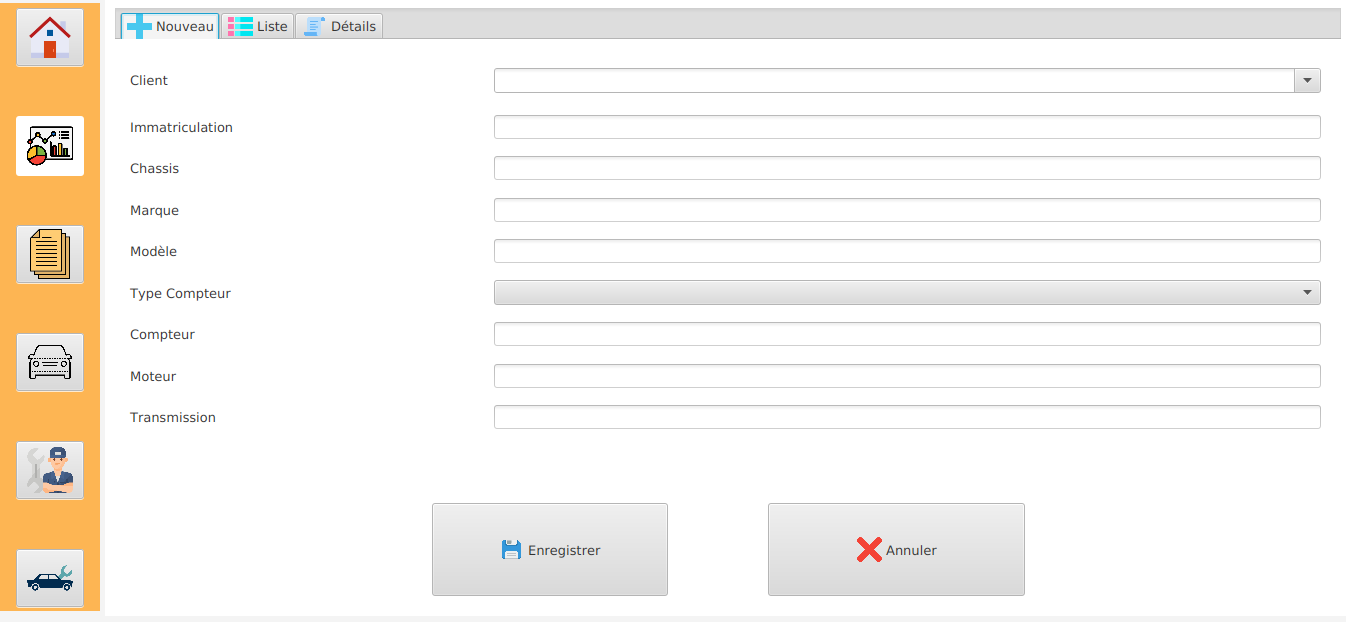 Nouveau Liste Détails
Client
Immatriculation
Chassis
Marque
Modèle
Type Compteur
Compteur
Moteur
Transmission
Enregistrer Annuler